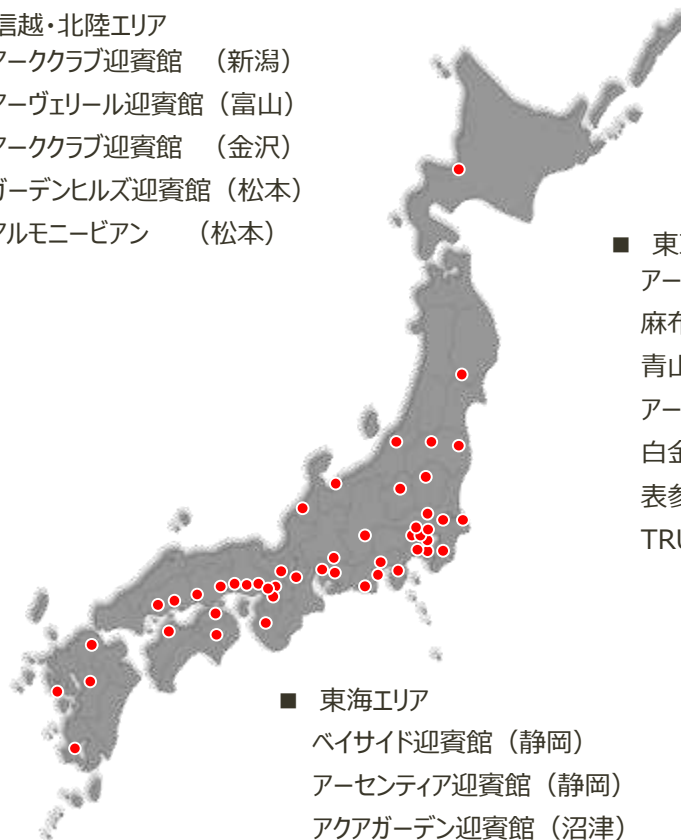 信越・北陸エリア
アーククラブ迎賓館 （新潟）
アーヴェリール迎賓館（富山）
アーククラブ迎賓館 （金沢）
ガーデンヒルズ迎賓館（松本）
アルモニービアン （松本）
■ 東
アー
麻布
青山
アー
白金
表参
TRU
■ 東海エリア
ベイサイド迎賓館（静岡）
アーセンティア迎賓館（静岡）
アクアガーデン迎賓館（沼津）